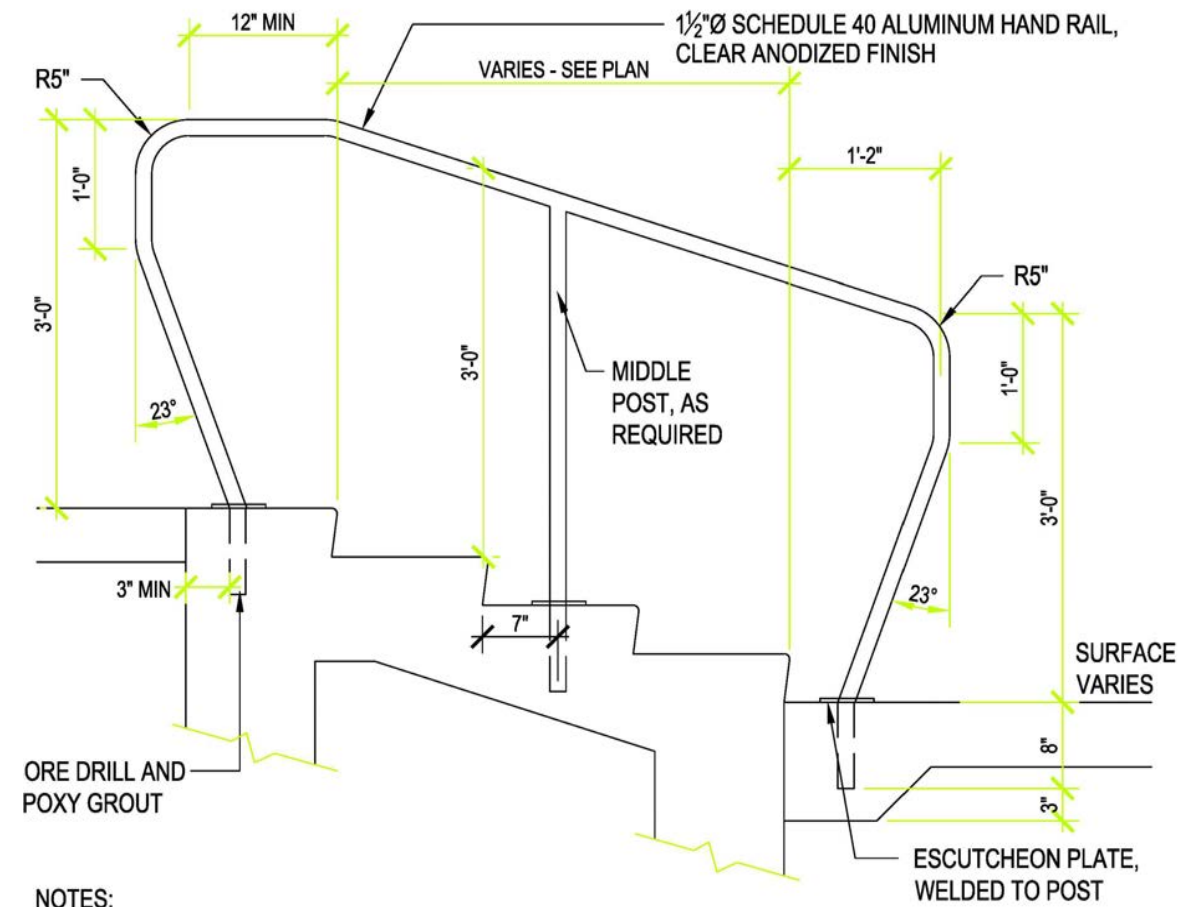 12" MIN
1½"Ø SCHEDULE 40 ALUMINUM HAND RAIL,
CLEAR ANODIZED FINISH
VARIES - SEE PLAN
R5"
1'-0"
3'-0"
1'-2"
R5"
3'-0"
MIDDLE
POST, AS
REQUIRED
1'-0"
3'-0"
23°
23°
3" MIN
7"
SURFACE
VARIES
8"
3"
ORE DRILL AND
POXY GROUT
ESCUTCHEON PLATE,
WELDED TO POST
NOTES: